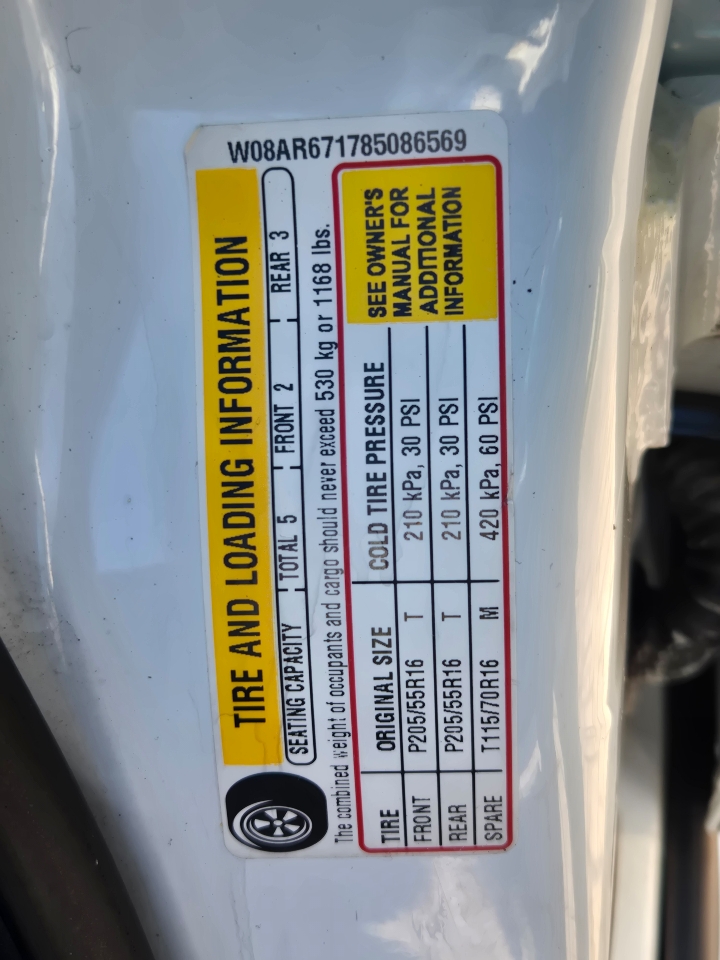 W08AR671785086569
TIRE AND LOADING INFORMATION
SEATING CAPACITY TOTAL 5 FRONT 2 REAR 3
The combined weight of occupants and cargo should never exceed 530 kg or 1168 lbs.
TIRE ORIGINAL SIZE COLD TIRE PRESSURE
FRONT P205/55R16 T 210 kPa, 30 PSI
REAR P205/55R16 T 210 kPa, 30 PSI
SPARE T115/70R16 M 420 kPa, 60 PSI
SEE OWNER'S
MANUAL FOR
ADDITIONAL
INFORMATION